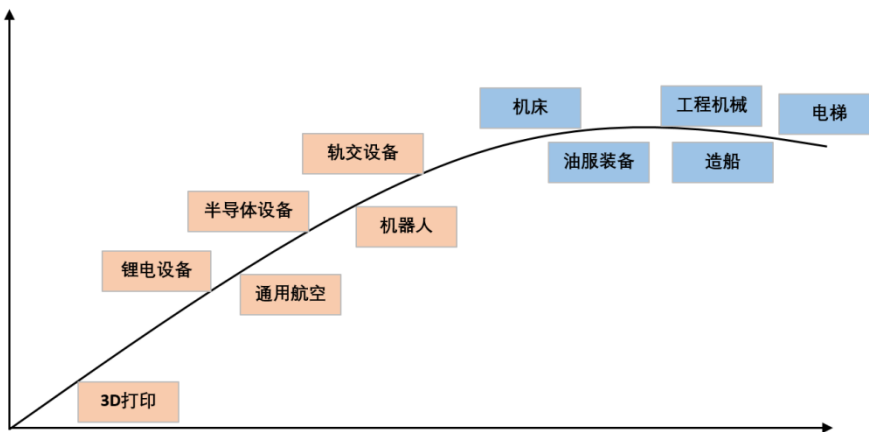 机床
工程机械
电梯
轨交设备
油服装备
造船
半导体设备
机器人
锂电设备
通用航空
3D打印